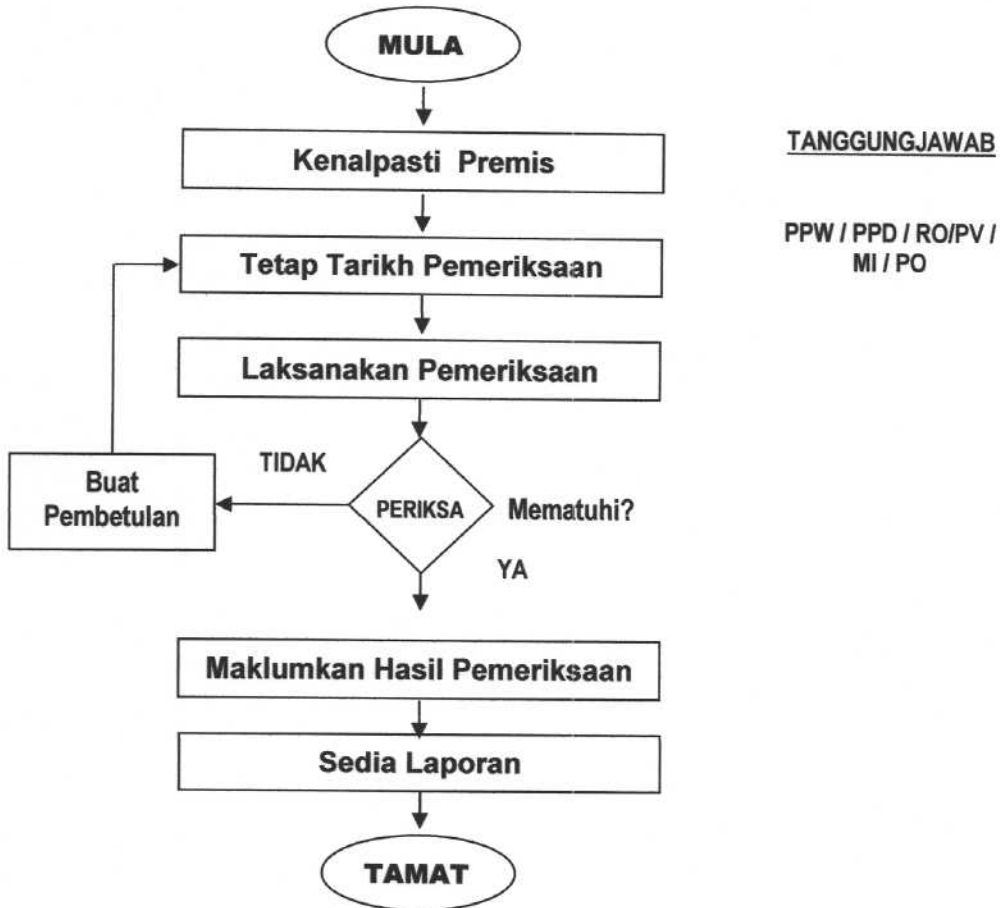 MULA
Kenalpasti Premis
TANGGUNGJAWAB
Tetap Tarikh Pemeriksaan
PPW / PPD / RO/PV /
MI / PO
Laksanakan Pemeriksaan
TIDAK
Buat
Pembetulan
PERIKSA
Mematuhi?
YA
Maklumkan Hasil Pemeriksaan
Sedia Laporan
TAMAT